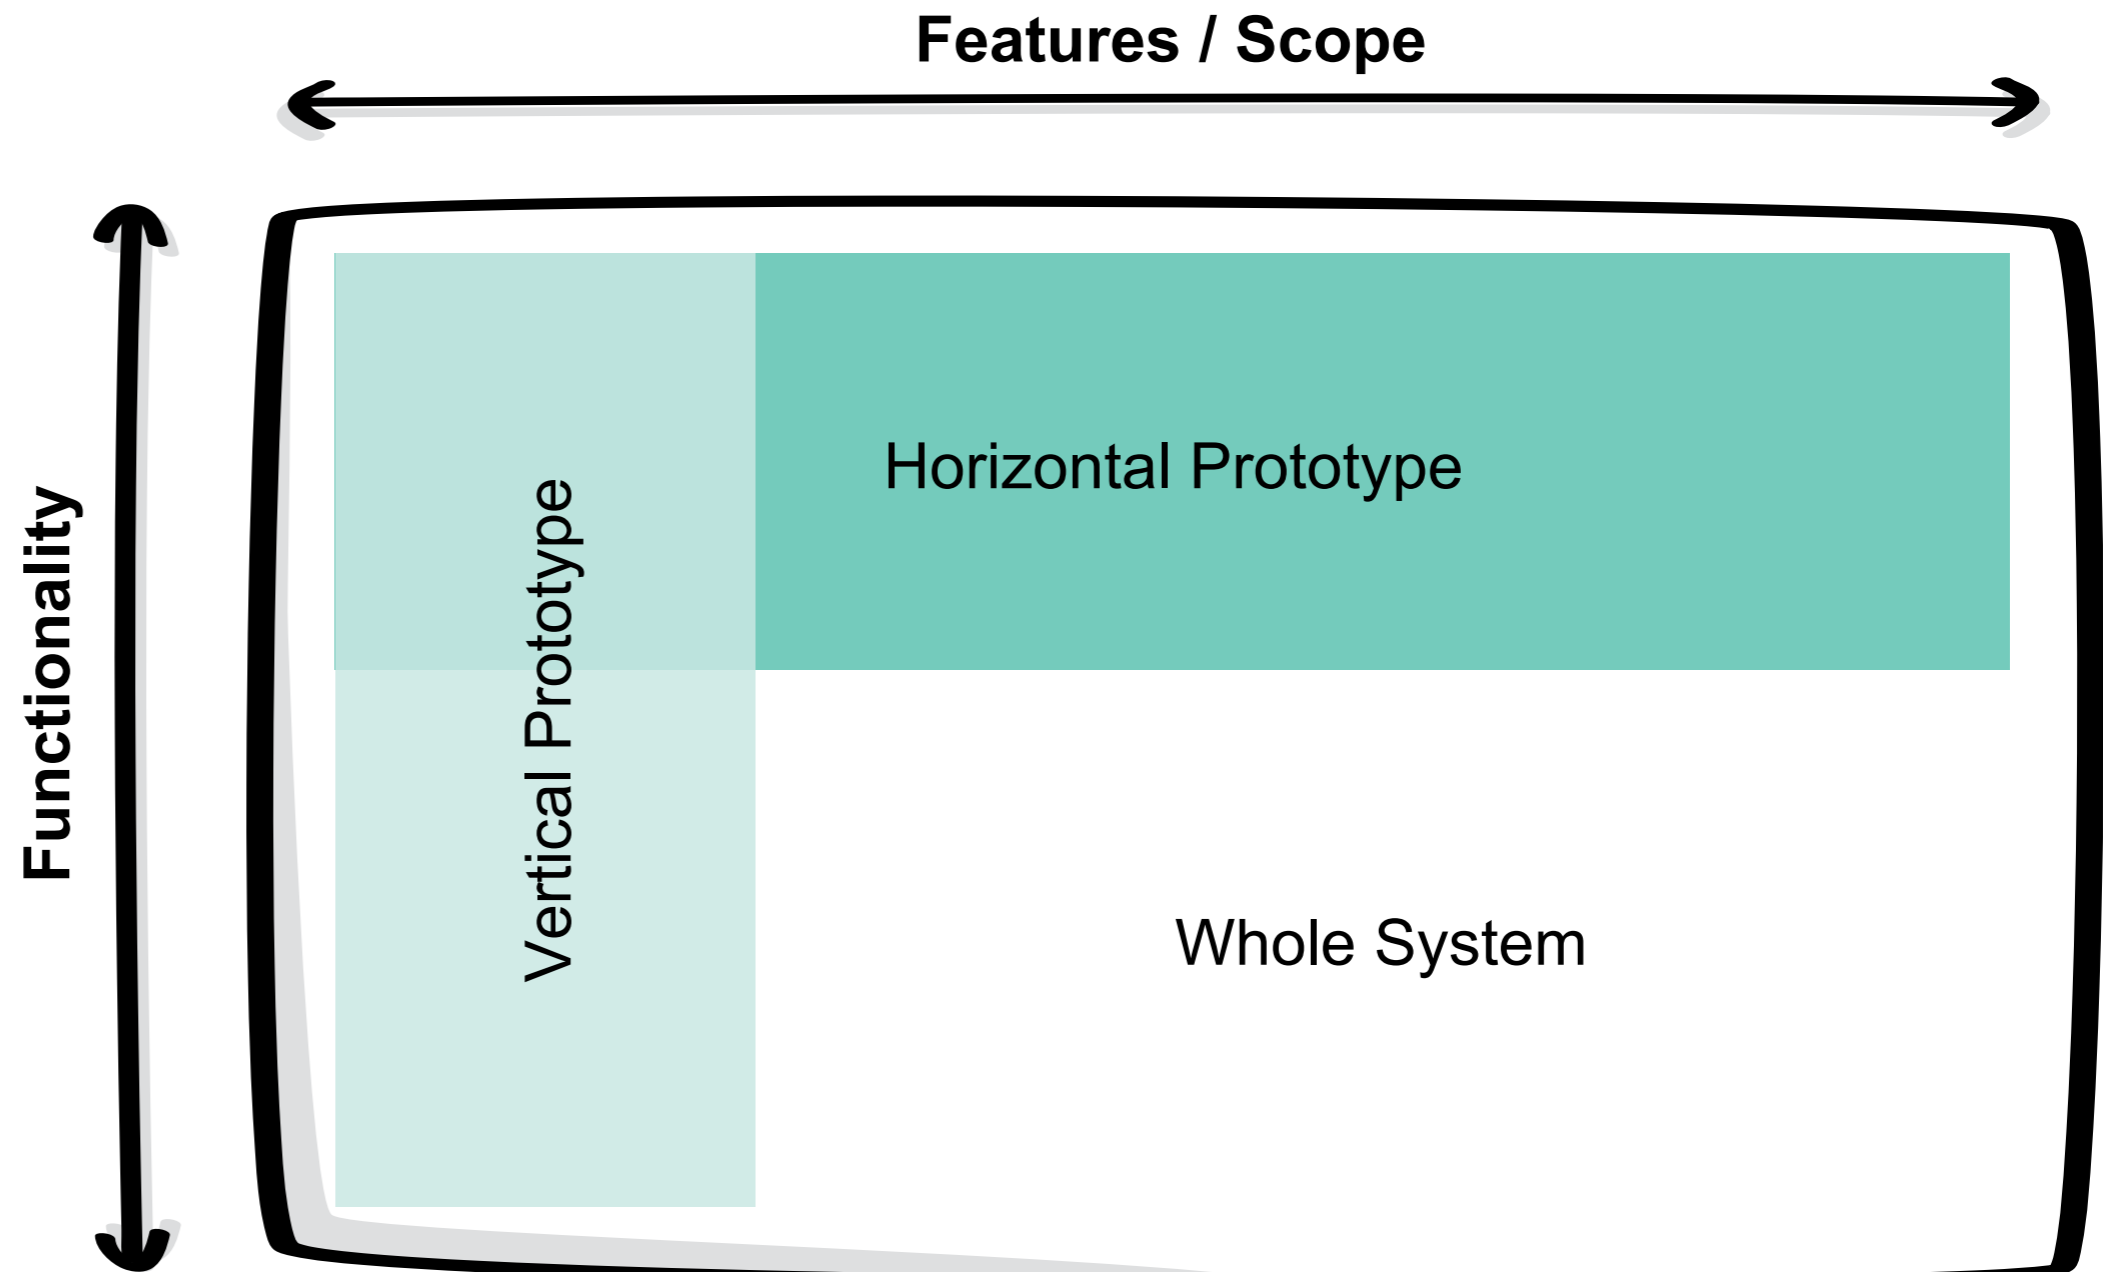 Features / Scope
Functionality
Horizontal Prototype
Vertical Prototype
Whole System